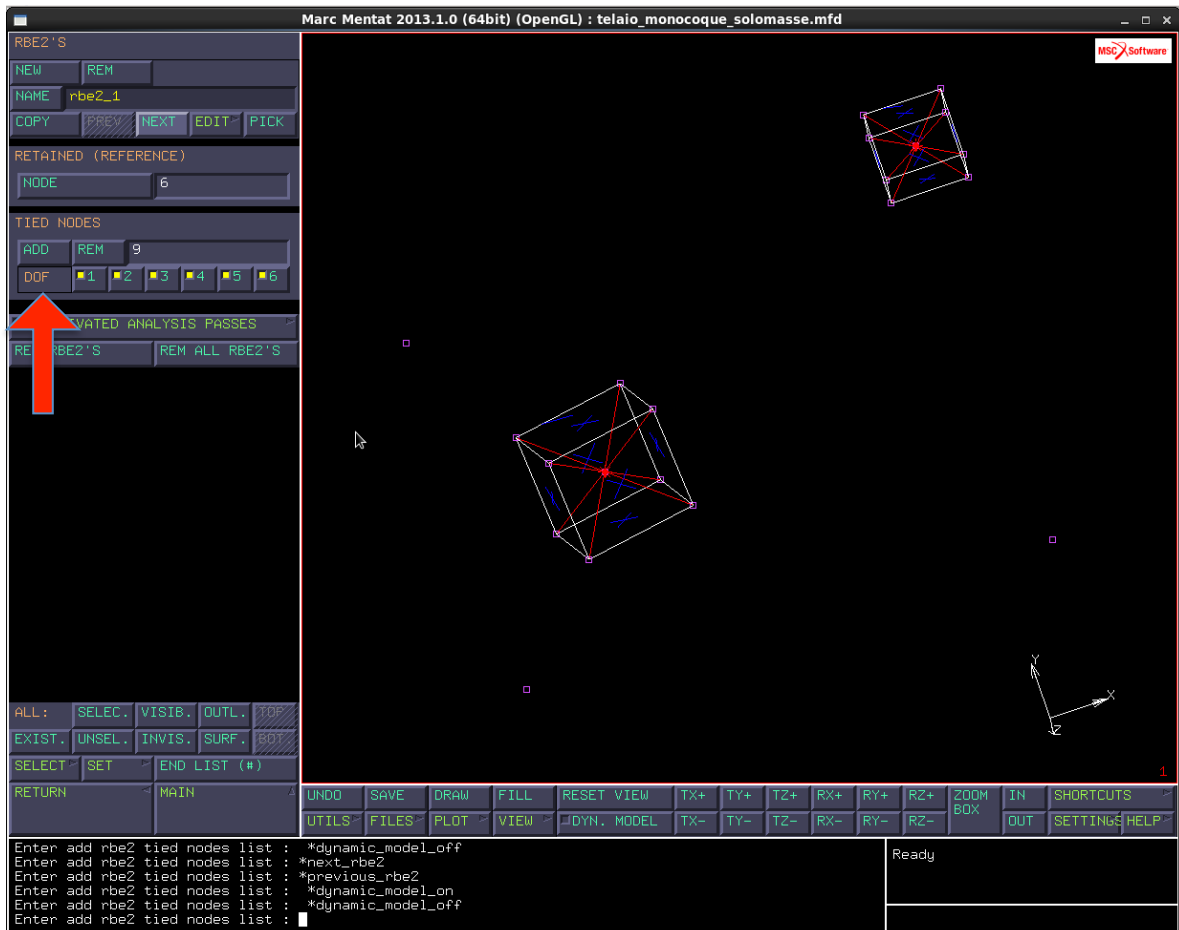 Marc Mentat 2013.1.0 (64bit) (OpenGL) : telaio_monocoque_solomasse.mfd
RBE2'S
NEW REM
NAME rbe2_1
COPY PREV NEXT EDIT PICK
RETAINED (REFERENCE)
NODE 6
TIED NODES
ADD REM 9
DOF 1 2 3 4 5 6
VATED ANALYSIS PASSES
RBE2'S REM ALL RBE2'S
MSC Software
Y
X
Z
1
ALL: SELEC. VISIB. OUTL. TOP
EXIST. UNSEL. INVIS. SURF. BOT.
SELECT SET END LIST (#)
RETURN MAIN
UNDO SAVE DRAW FILL RESET VIEW TX+ TY+ TZ+ RX+ RY+ RZ+ ZOOM BOX IN SHORTCUTS
UTILS FILES PLOT VIEW DYN. MODEL TX- TY- TZ- RX- RY- RZ- OUT SETTINGS HELP
Enter add rbe2 tied nodes list : *dynamic_model_off
Enter add rbe2 tied nodes list : *next_rbe2
Enter add rbe2 tied nodes list : *previous_rbe2
Enter add rbe2 tied nodes list : *dynamic_model_on
Enter add rbe2 tied nodes list : *dynamic_model_off
Enter add rbe2 tied nodes list :
Ready